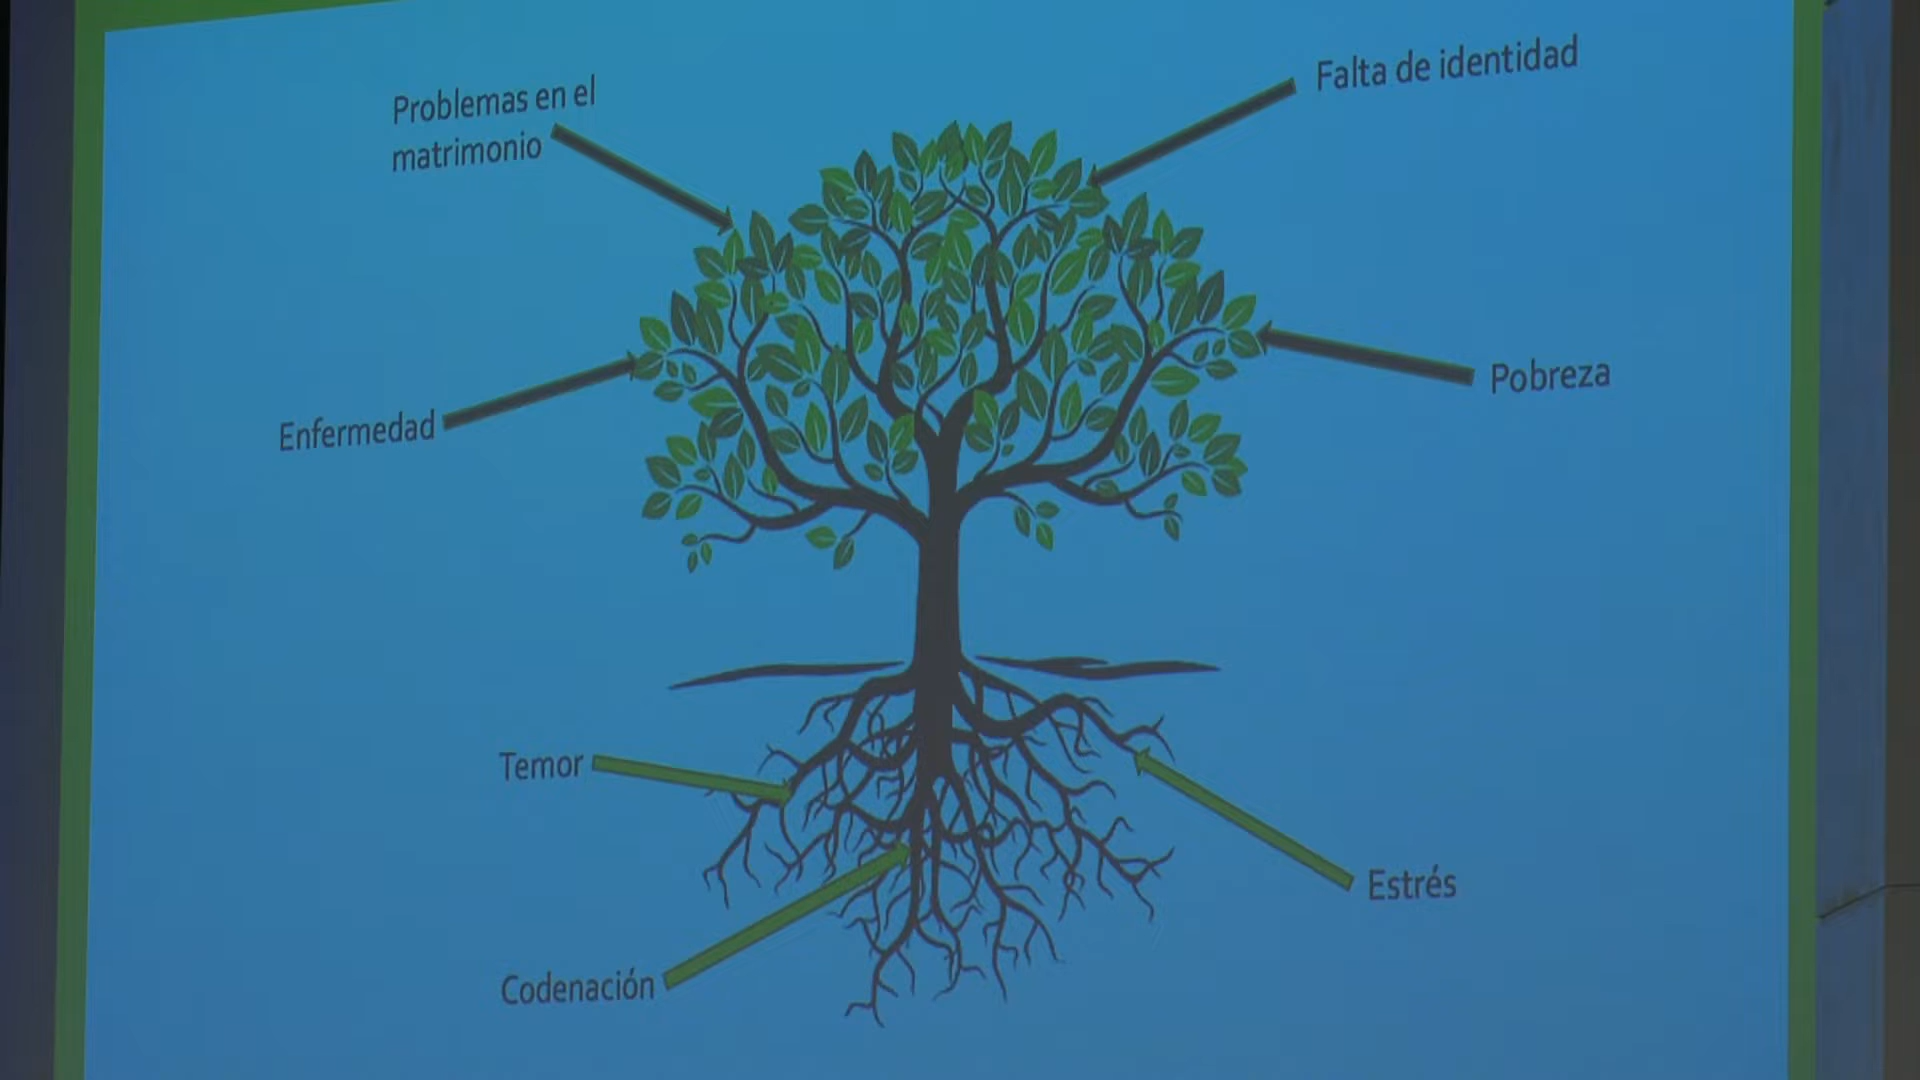 Problemas en el
matrimonio
Falta de identidad
Enfermedad
Pobreza
Temor
Estrés
Codenación